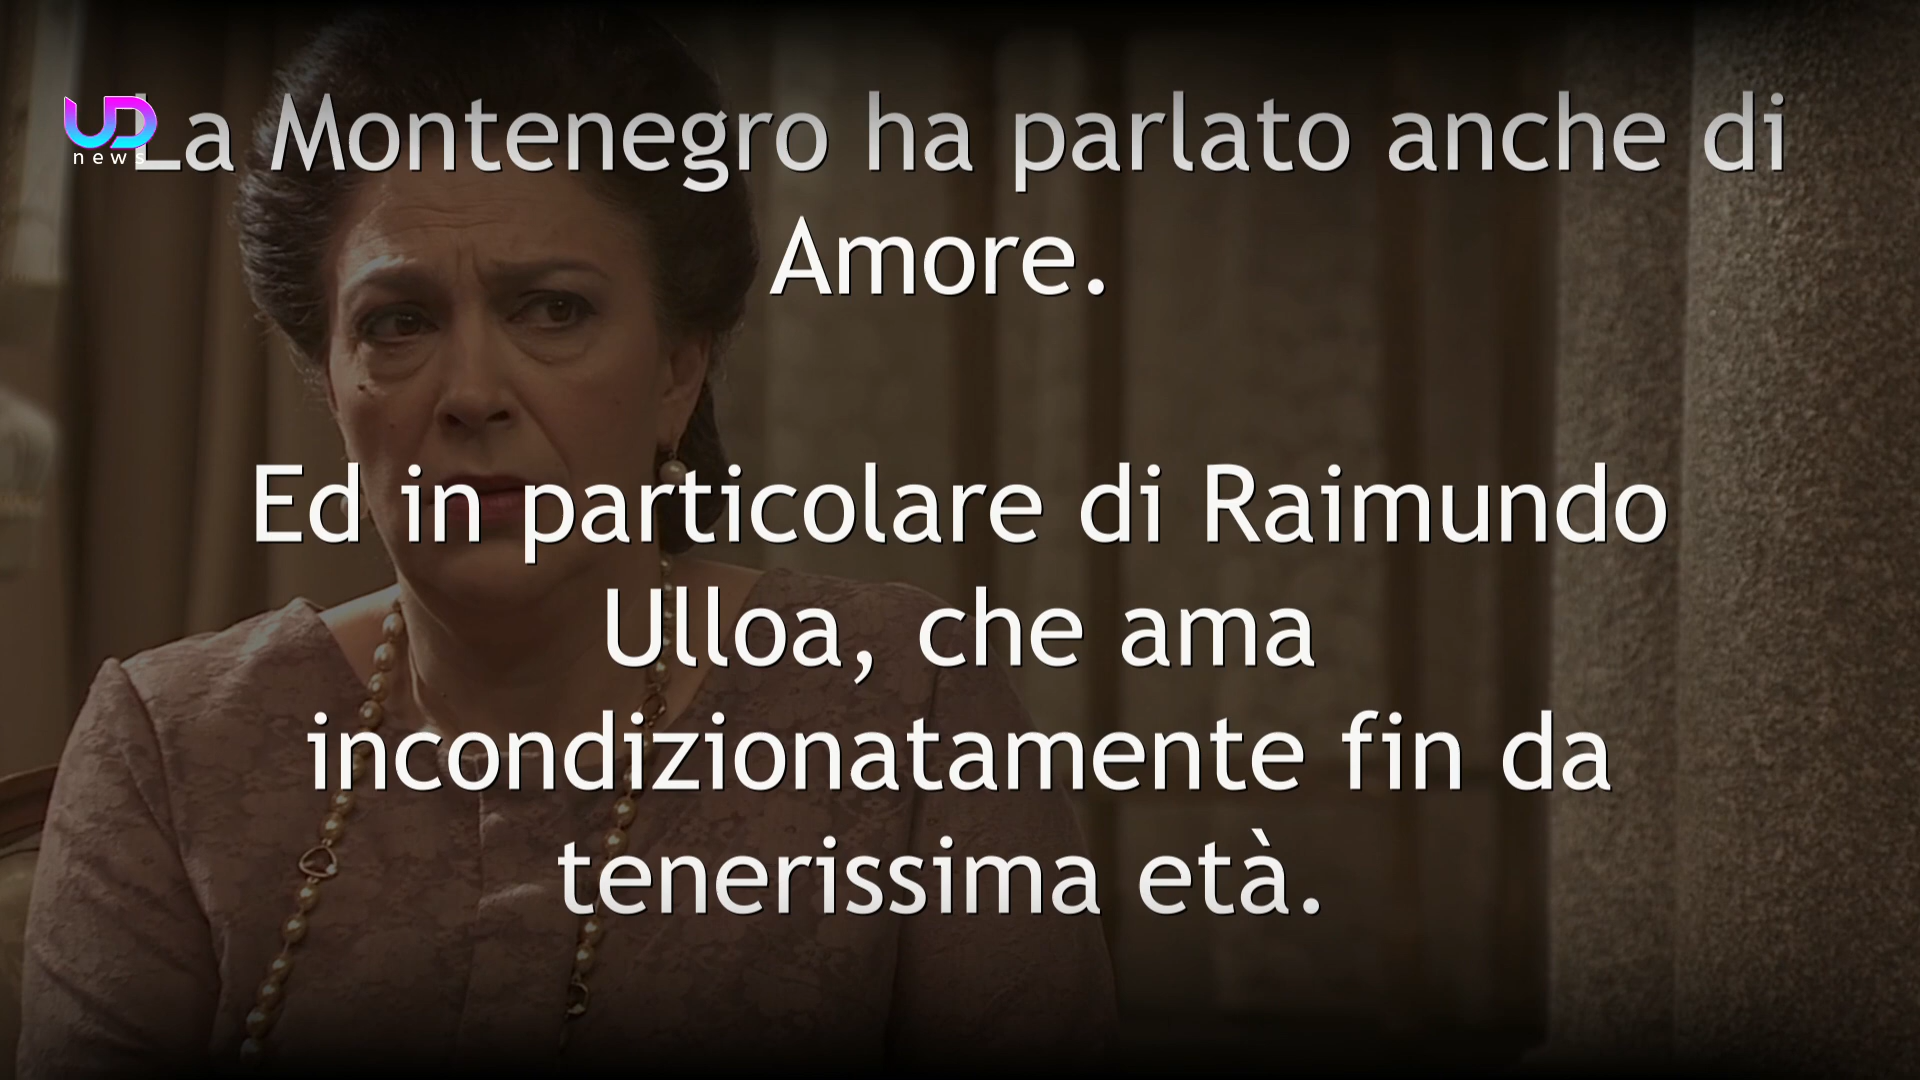 UD
news
La Montenegro ha parlato anche di
Amore.
Ed in particolare di Raimundo
Ulloa, che ama
incondizionatamente fin da
tenerissima età.